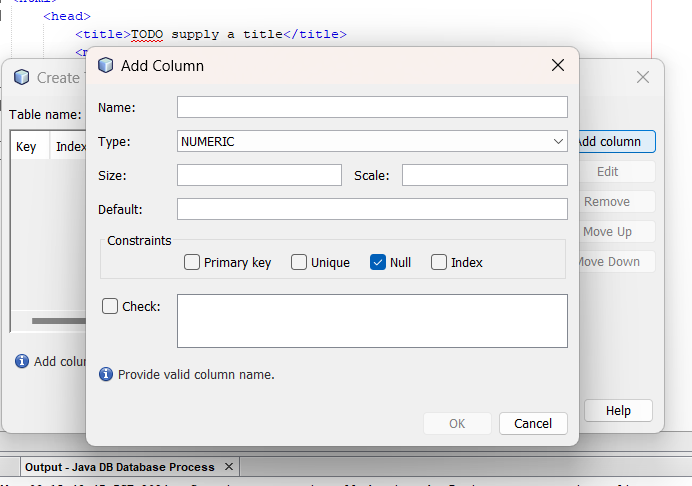 <head>
<title>TODO supply a title</title>
Add Column
Create
Table name:
Key Index
Add column
Edit
Remove
Move Up
Move Down
Name:
Type: NUMERIC
Size: Scale:
Default:
Constraints
Primary key Unique Null Index
Check:
Provide valid column name.
OK Cancel
Add colu
Help
Output - Java DB Database Process